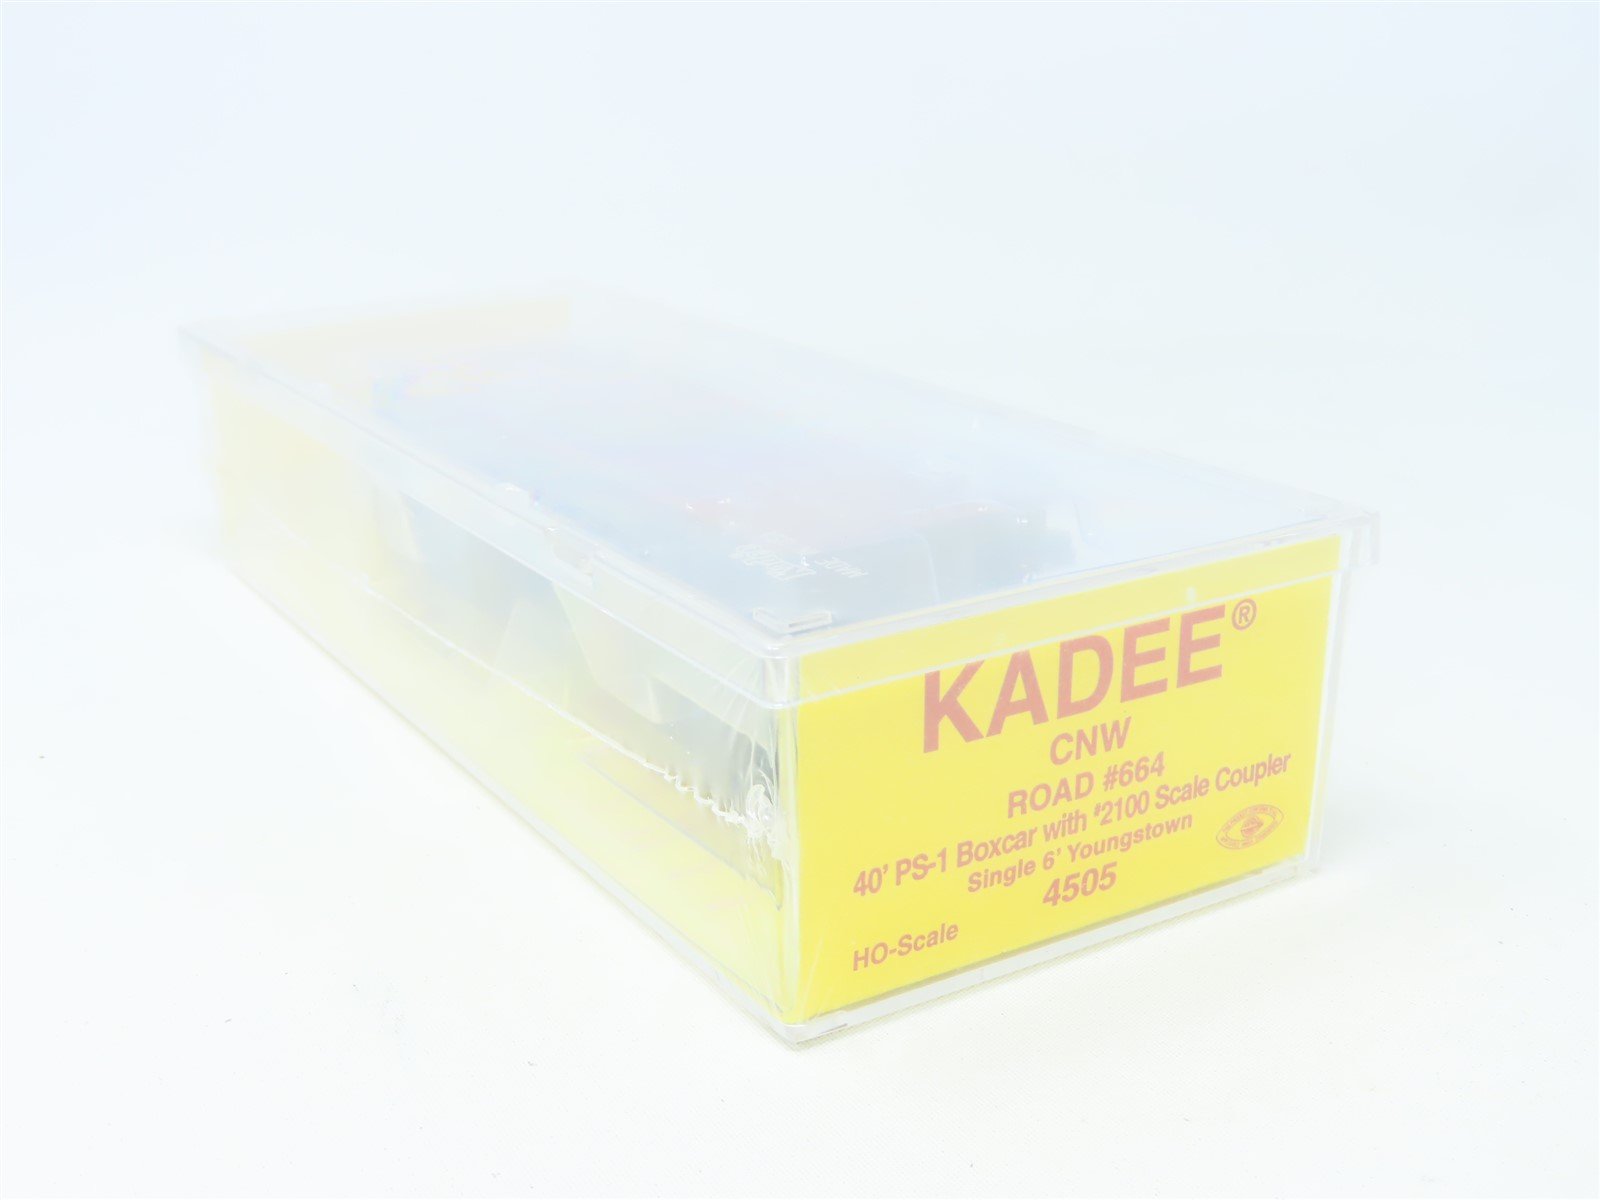 KADEE®
CNW
ROAD #664
40' PS-1 Boxcar with #2100 Scale Coupler
Single 6' Youngstown
4505
HO-Scale